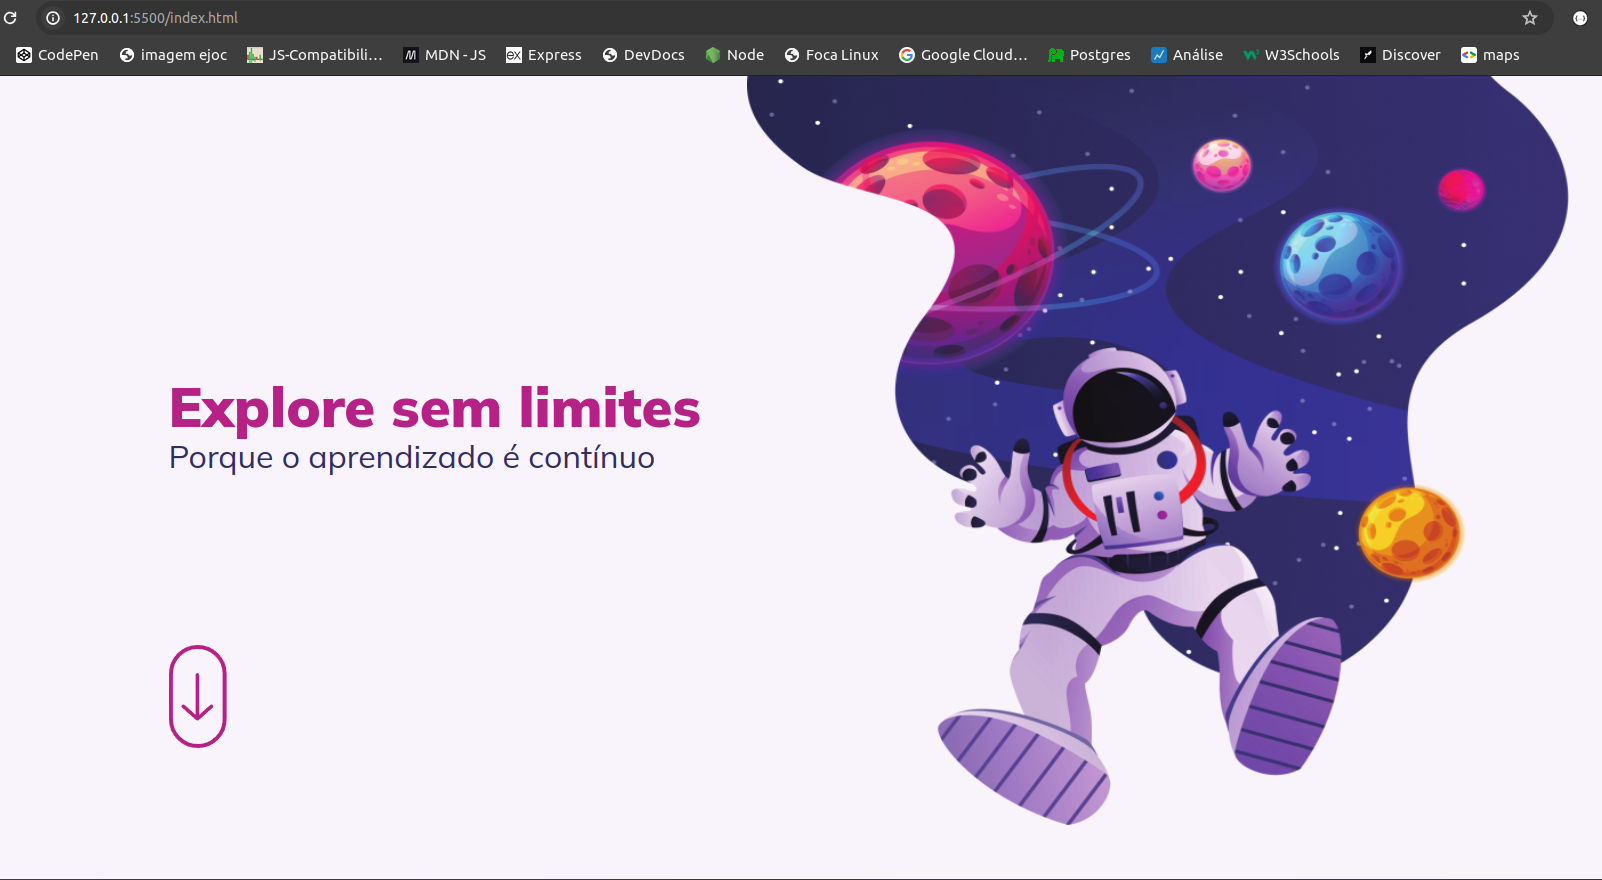 127.0.0.1:5500/index.html
CodePen imagem ejoc JS-Compatibili... MDN - JS ex Express DevDocs Node Foca Linux Google Cloud... Postgres Análise W3Schools Discover maps
Explore sem limites
Porque o aprendizado é contínuo